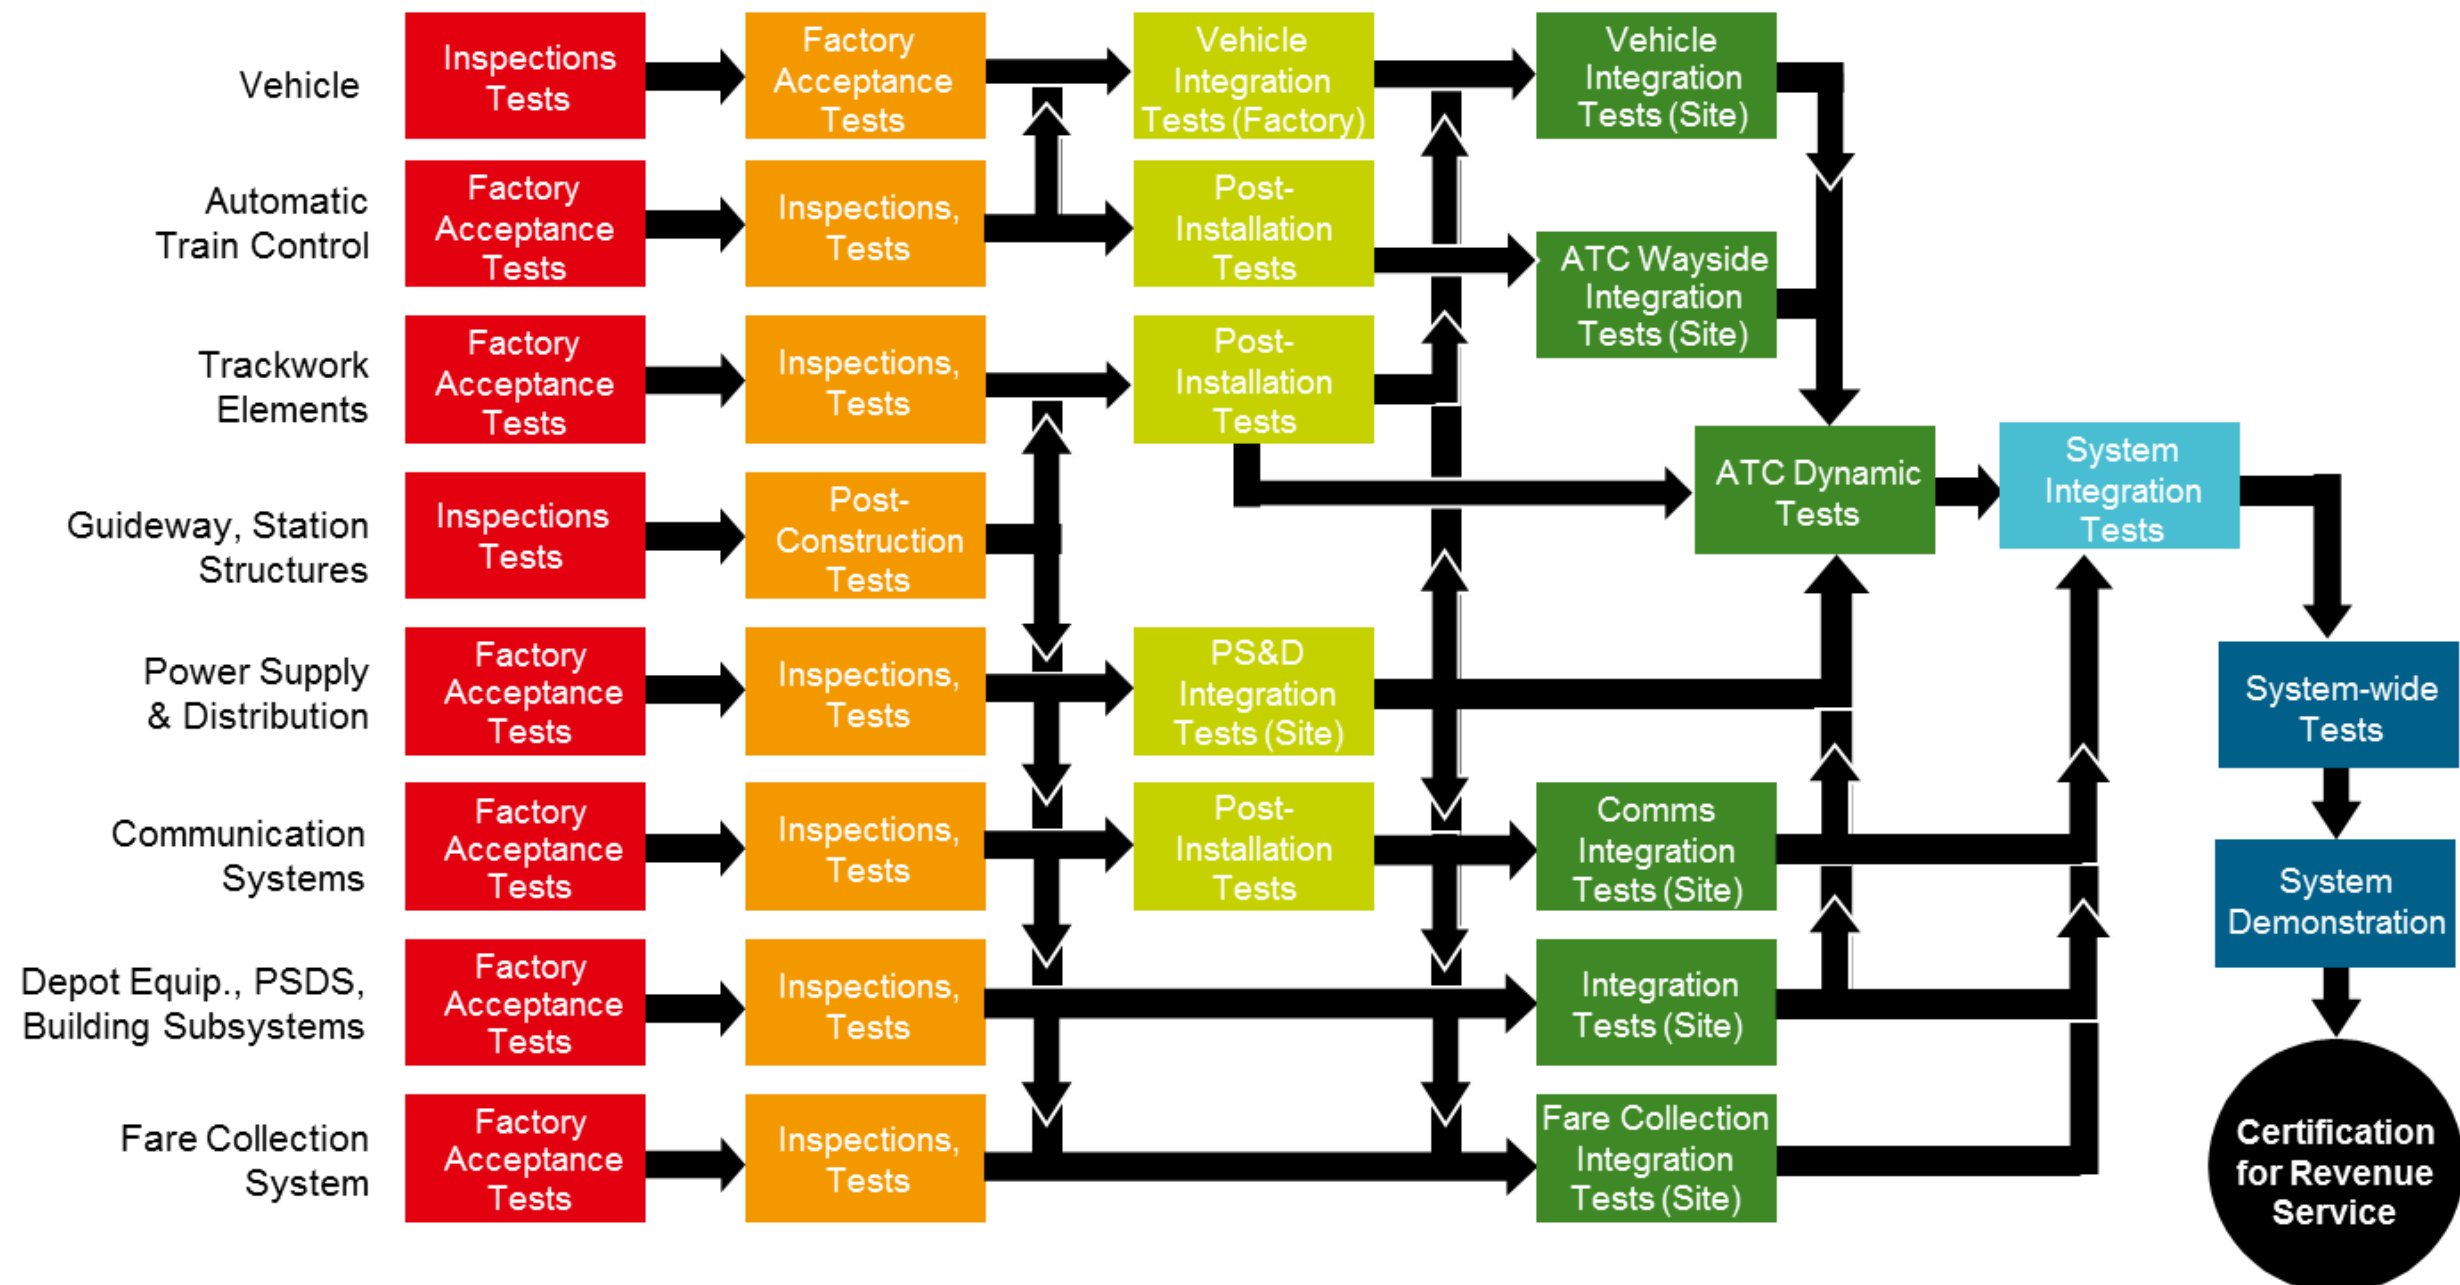 Vehicle
Inspections
Tests
Factory
Acceptance
Tests
Vehicle
Integration
Tests (Factory)
Vehicle
Integration
Tests (Site)
Automatic
Train Control
Factory
Acceptance
Tests
Inspections,
Tests
Post-
Installation
Tests
ATC Wayside
Integration
Tests (Site)
Trackwork
Elements
Factory
Acceptance
Tests
Inspections,
Tests
Post-
Installation
Tests
Guideway, Station
Structures
Inspections
Tests
Post-
Construction
Tests
ATC Dynamic
Tests
System
Integration
Tests
Power Supply
& Distribution
Factory
Acceptance
Tests
Inspections,
Tests
PS&D
Integration
Tests (Site)
System-wide
Tests
Communication
Systems
Factory
Acceptance
Tests
Inspections,
Tests
Post-
Installation
Tests
Comms
Integration
Tests (Site)
System
Demonstration
Depot Equip., PSDS,
Building Subsystems
Factory
Acceptance
Tests
Inspections,
Tests
Integration
Tests (Site)
Fare Collection
System
Factory
Acceptance
Tests
Inspections,
Tests
Fare Collection
Integration
Tests (Site)
Certification
for Revenue
Service